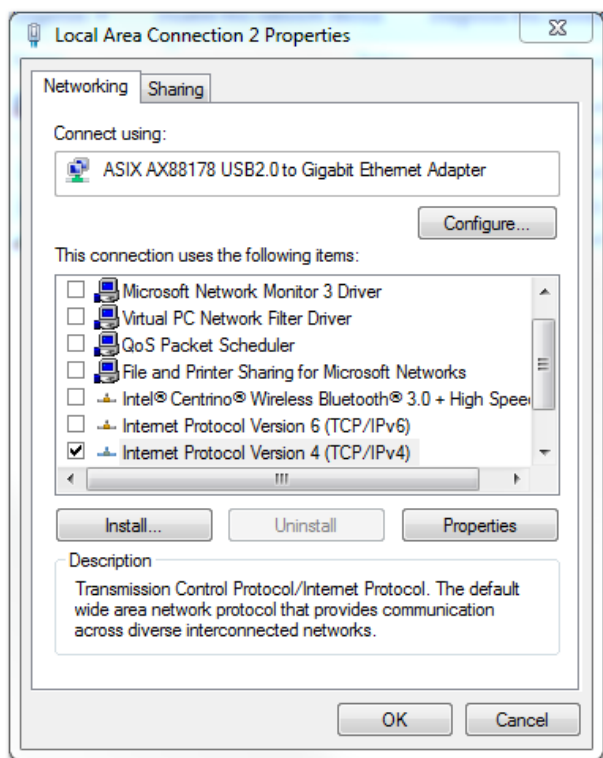 Local Area Connection 2 Properties
Networking
Sharing
Connect using:
ASIX AX88178 USB2.0 to Gigabit Ethernet Adapter
Configure...
This connection uses the following items:
Microsoft Network Monitor 3 Driver
Virtual PC Network Filter Driver
QoS Packet Scheduler
File and Printer Sharing for Microsoft Networks
Intel® Centrino® Wireless Bluetooth® 3.0 + High Speed
Internet Protocol Version 6 (TCP/IPv6)
Internet Protocol Version 4 (TCP/IPv4)
Install...
Uninstall
Properties
Description
Transmission Control Protocol/Internet Protocol. The default
wide area network protocol that provides communication
across diverse interconnected networks.
OK
Cancel